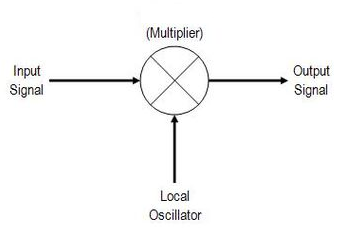 (Multiplier)
Input
Signal
Output
Signal
Local
Oscillator